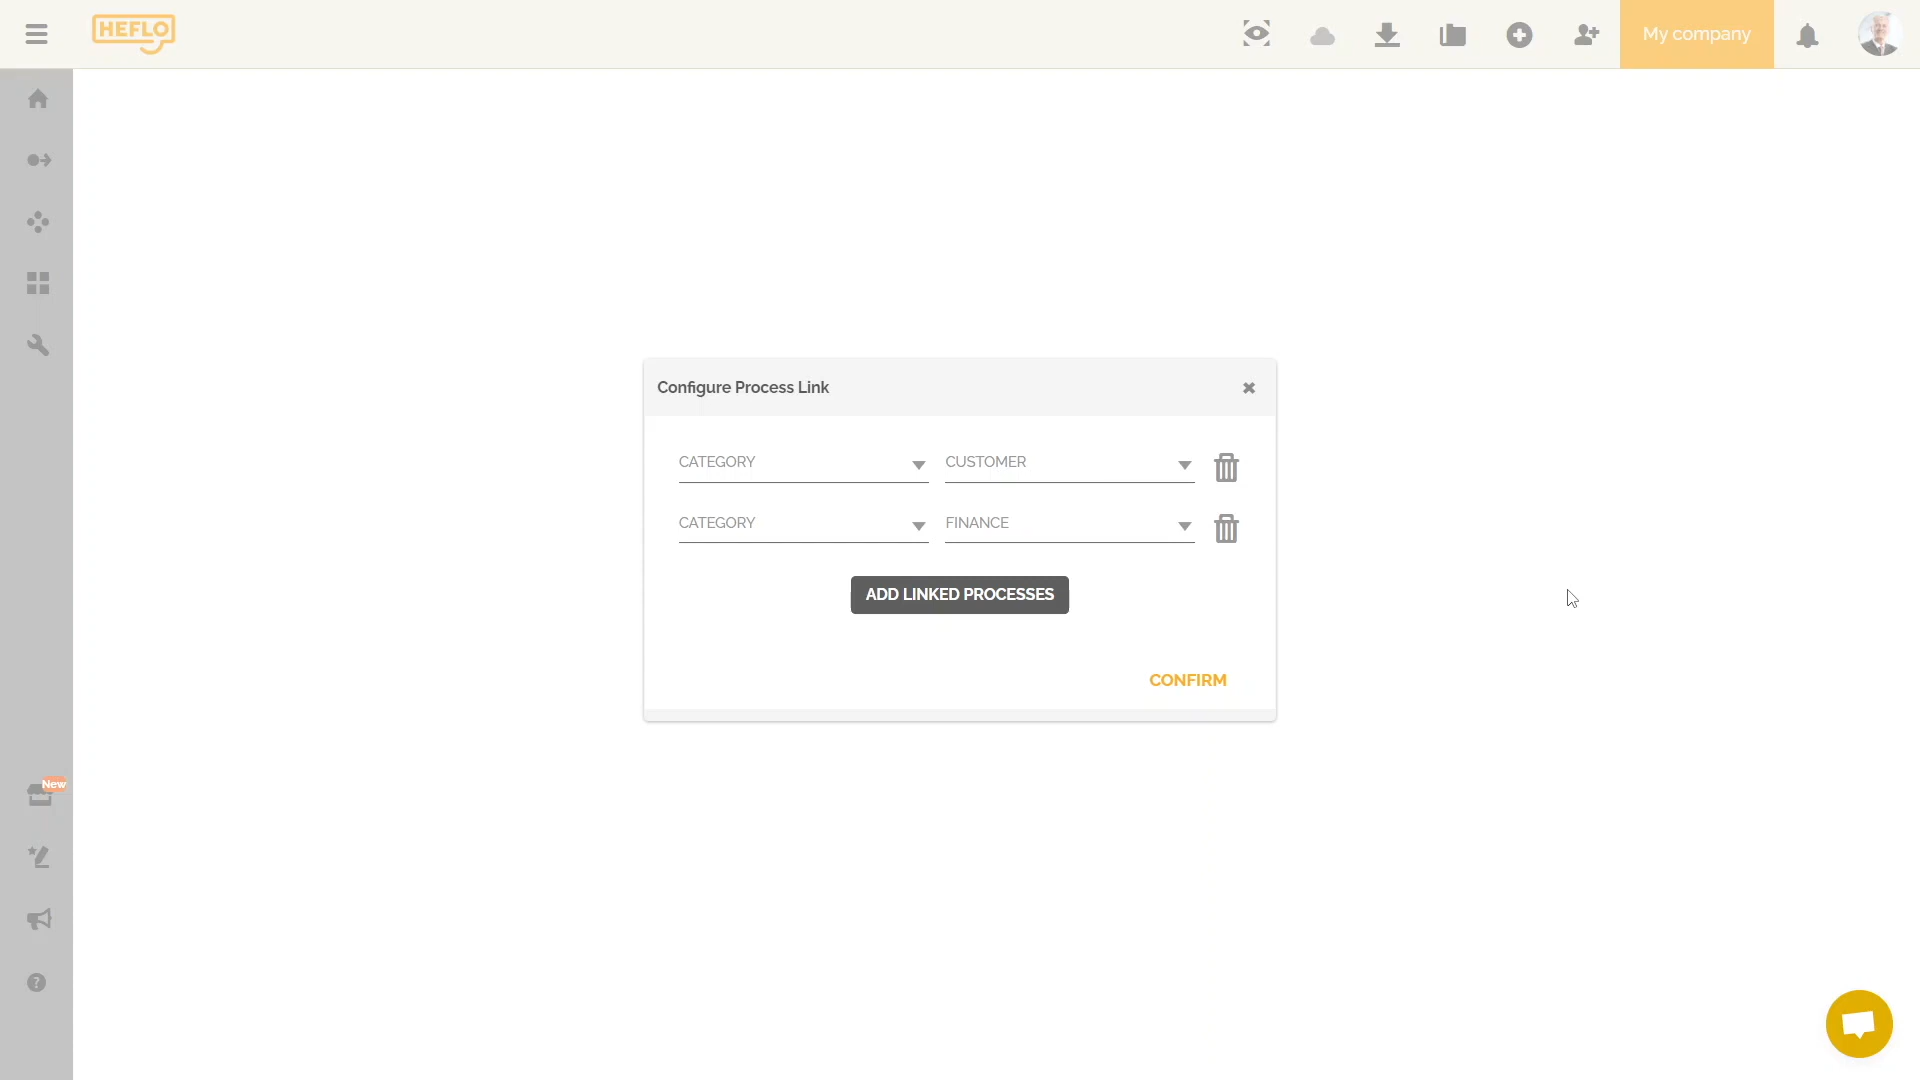 HEFLO
My company
Configure Process Link
CATEGORY
CUSTOMER
CATEGORY
FINANCE
ADD LINKED PROCESSES
CONFIRM
New